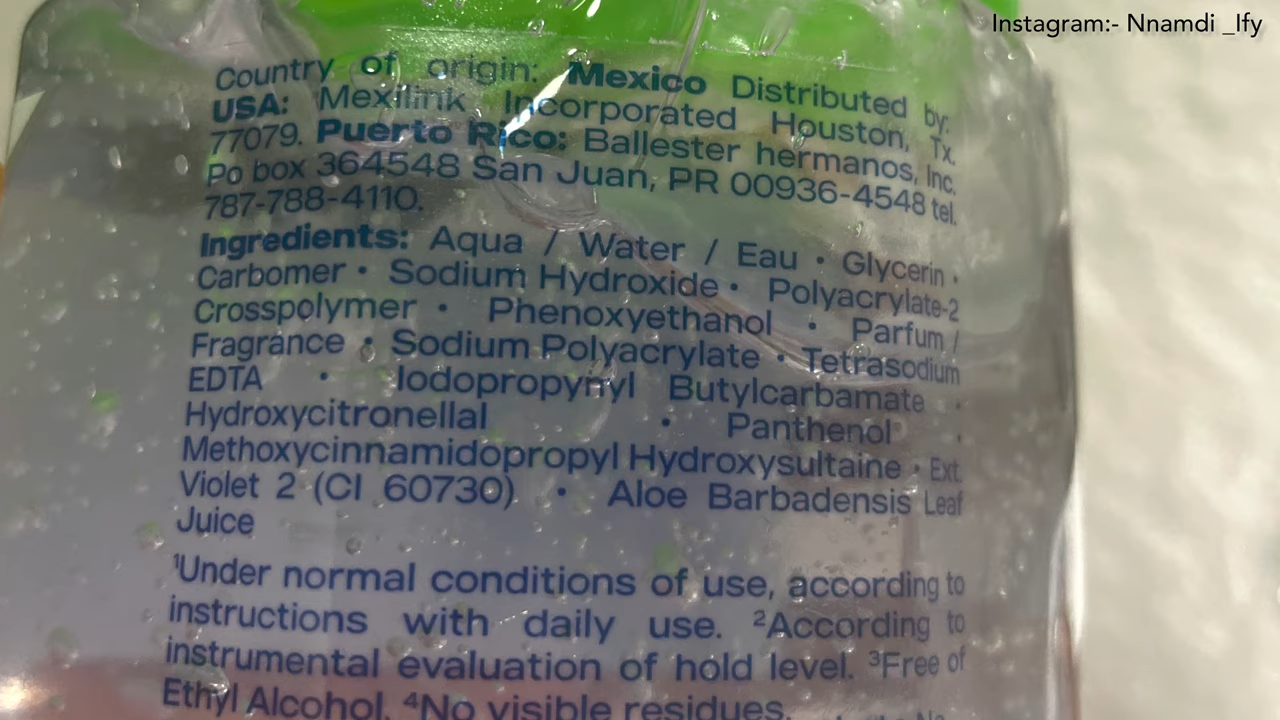 Instagram:- Nnamdi _Ify
Country of origin: Mexico Distributed by:
USA: Mexilink Incorporated Houston, Tx.
77079. Puerto Rico: Ballester hermanos, Inc.
Po box 364548 San Juan, PR 00936-4548 tel.
787-788-4110.
Ingredients: Aqua / Water / Eau • Glycerin •
Carbomer • Sodium Hydroxide • Polyacrylate-2
Crosspolymer • Phenoxyethanol • Parfum /
Fragrance • Sodium Polyacrylate • Tetrasodium
EDTA • Iodopropynyl Butylcarbamate •
Hydroxycitronellal • Panthenol •
Methoxycinnamidopropyl Hydroxysultaine • Ext.
Violet 2 (CI 60730) • Aloe Barbadensis Leaf
Juice
¹Under normal conditions of use, according to
instructions with daily use. ²According to
instrumental evaluation of hold level. ³Free of
Ethyl Alcohol. ⁴No visible residues.